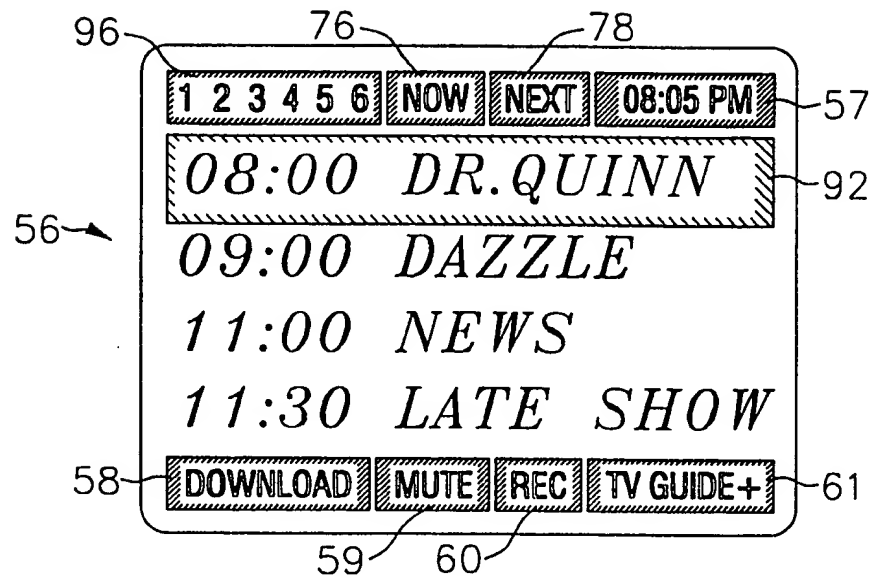 96 76 78
1 2 3 4 5 6 NOW NEXT 08:05 PM 57
08:00 DR.QUINN 92
56
09:00 DAZZLE
11:00 NEWS
11:30 LATE SHOW
58 DOWNLOAD MUTE REC TV GUIDE+ 61
59 60